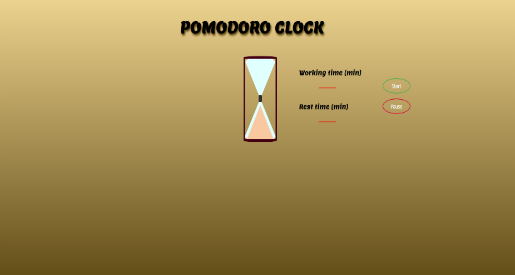 POMODORO CLOCK
Working time (min)
Start
Rest time (min)
Pause